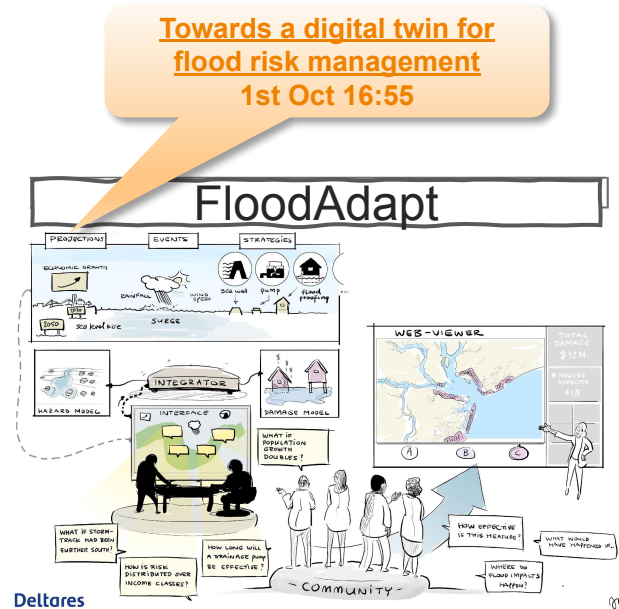 Towards a digital twin for
flood risk management
1st Oct 16:55
FloodAdapt
PROJECTIONS
EVENTS
STRATEGIES
ECONOMIC GROWTH
RAINFALL
WIND
SPEED
sea wall
pump
flood
proofing
2050
sea level rise
SURGE
HAZARD MODEL
INTEGRATOR
DAMAGE MODEL
INTERFACE
WEB-VIEWER
TOTAL
DAMAGE
$12M
HOUSES
AFFECTED
413
A
B
C
WHAT IF
POPULATION
GROWTH
DOUBLES?
WHAT IF STORM-
TRACK HAD BEEN
FURTHER SOUTH?
HOW IS RISK
DISTRIBUTED OVER
INCOME CLASSES?
HOW LONG WILL
A DRAINAGE PUMP
BE EFFECTIVE?
- COMMUNITY -
HOW EFFECTIVE
IS THIS MEASURE?
WHAT WOULD
HAVE HAPPENED IF..
WHERE DO
FLOOD IMPACTS
HAPPEN?
Deltares